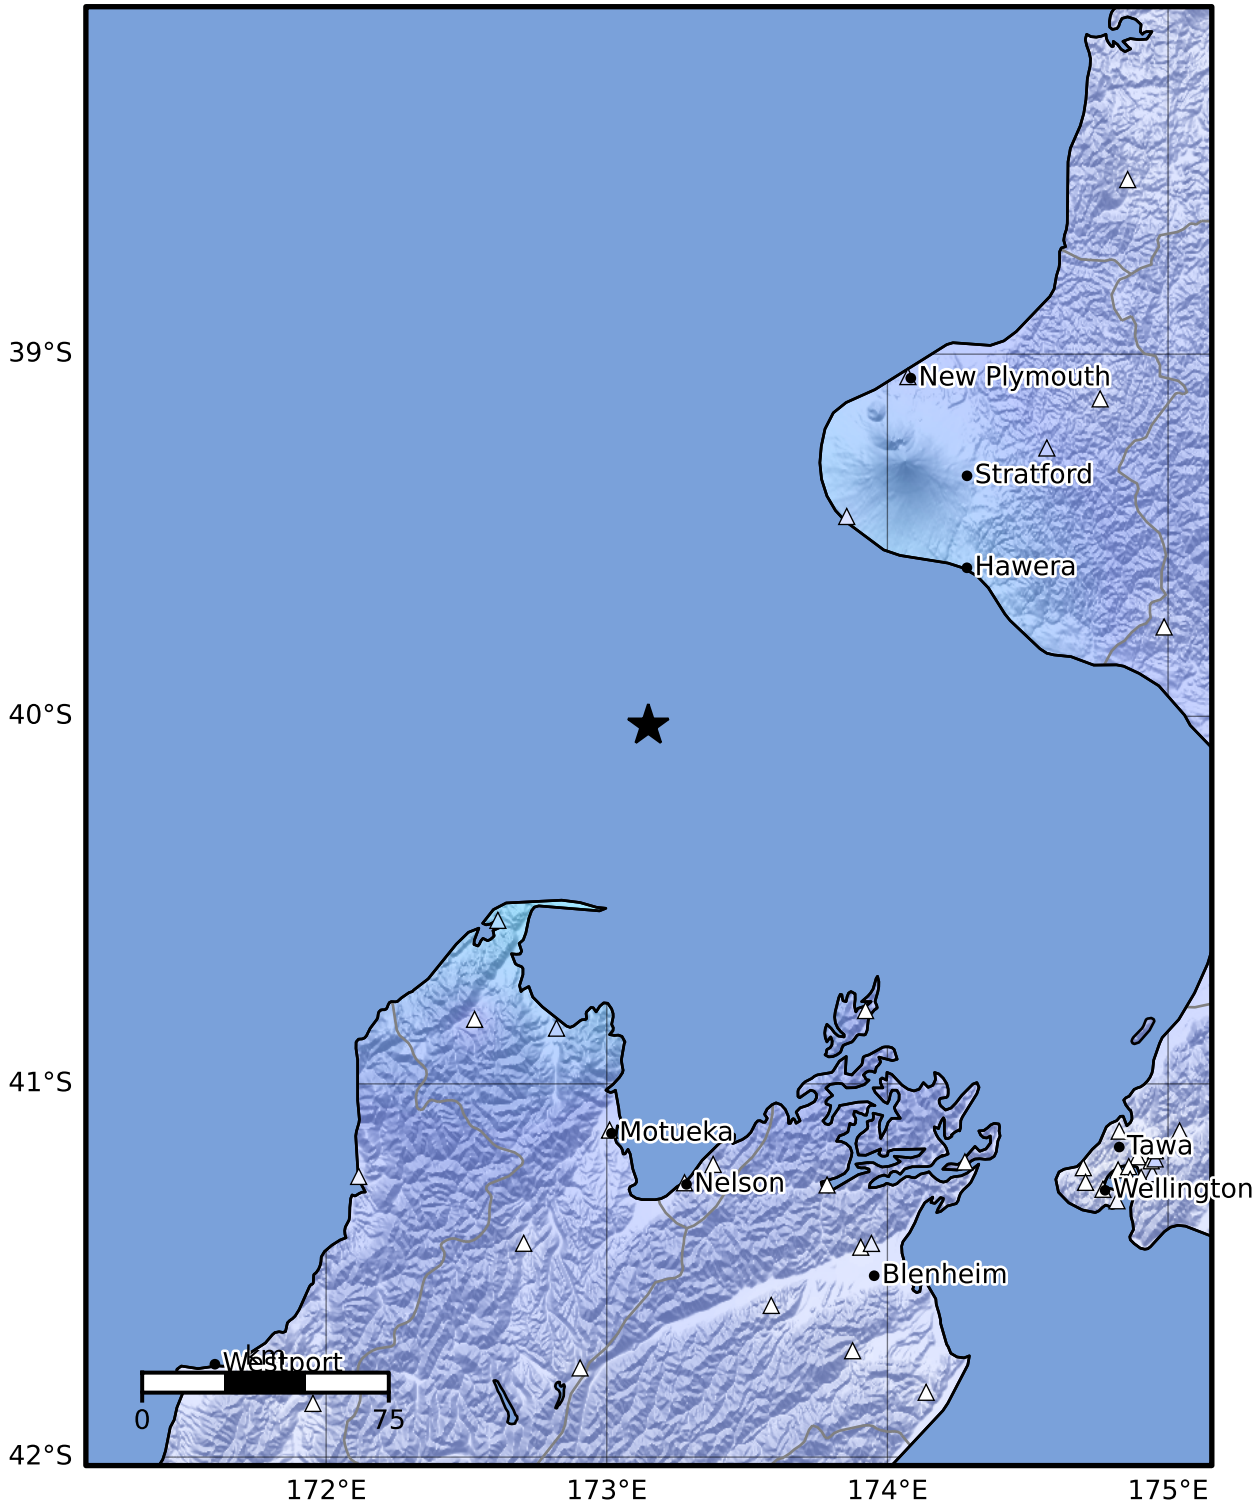 39°S
New Plymouth
Stratford
Hawera
40°S
41°S
Motueka
Tawa
Nelson
Wellington
Blenheim
km
Westport
0 75
42°S
172°E 173°E 174°E 175°E